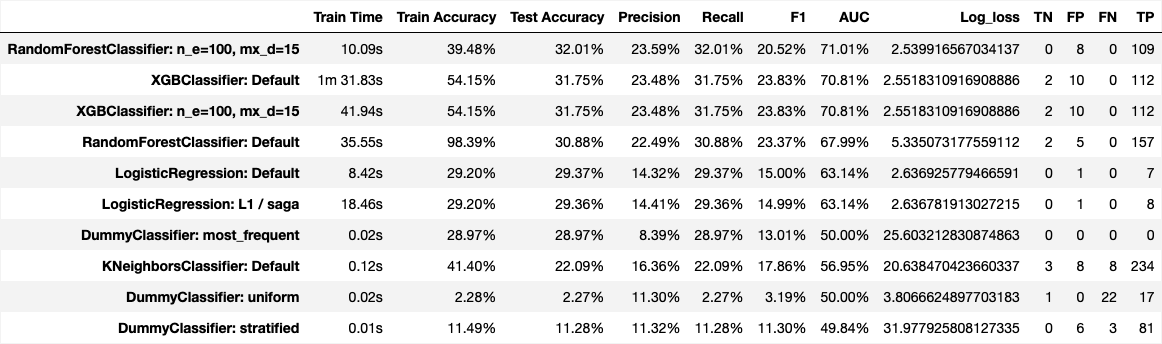 Train Time Train Accuracy Test Accuracy Precision Recall F1 AUC Log_loss TN FP FN TP
RandomForestClassifier: n_e=100, mx_d=15 10.09s 39.48% 32.01% 23.59% 32.01% 20.52% 71.01% 2.539916567034137 0 8 0 109
XGBClassifier: Default 1m 31.83s 54.15% 31.75% 23.48% 31.75% 23.83% 70.81% 2.5518310916908886 2 10 0 112
XGBClassifier: n_e=100, mx_d=15 41.94s 54.15% 31.75% 23.48% 31.75% 23.83% 70.81% 2.5518310916908886 2 10 0 112
RandomForestClassifier: Default 35.55s 98.39% 30.88% 22.49% 30.88% 23.37% 67.99% 5.335073177559112 2 5 0 157
LogisticRegression: Default 8.42s 29.20% 29.37% 14.32% 29.37% 15.00% 63.14% 2.636925779466591 0 1 0 7
LogisticRegression: L1 / saga 18.46s 29.20% 29.36% 14.41% 29.36% 14.99% 63.14% 2.636781913027215 0 1 0 8
DummyClassifier: most_frequent 0.02s 28.97% 28.97% 8.39% 28.97% 13.01% 50.00% 25.603212830874863 0 0 0 0
KNeighborsClassifier: Default 0.12s 41.40% 22.09% 16.36% 22.09% 17.86% 56.95% 20.638470423660337 3 8 8 234
DummyClassifier: uniform 0.02s 2.28% 2.27% 11.30% 2.27% 3.19% 50.00% 3.8066624897703183 1 0 22 17
DummyClassifier: stratified 0.01s 11.49% 11.28% 11.32% 11.28% 11.30% 49.84% 31.977925808127335 0 6 3 81